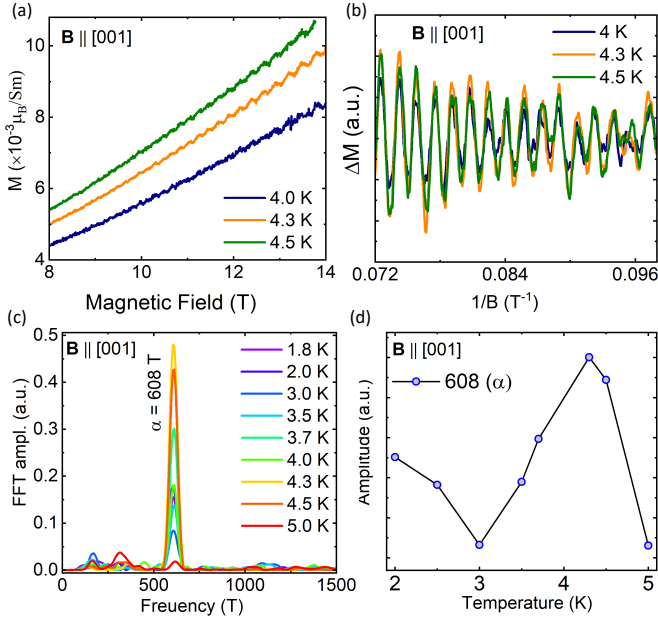 (a)
B || [001]
M (×10⁻³μB/Sm)
10
8
6
4
4.0 K
4.3 K
4.5 K
8
10
12
14
Magnetic Field (T)
(b)
B || [001]
4 K
4.3 K
4.5 K
ΔM (a.u.)
0.072
0.084
0.096
1/B (T⁻¹)
(c)
B || [001]
α = 608 T
FFT ampl. (a.u.)
0.5
0.4
0.3
0.2
0.1
0.0
1.8 K
2.0 K
3.0 K
3.5 K
3.7 K
4.0 K
4.3 K
4.5 K
5.0 K
0
500
1000
1500
Freuency (T)
(d)
B || [001]
608 (α)
Amplitude (a.u.)
2
3
4
5
Temperature (K)